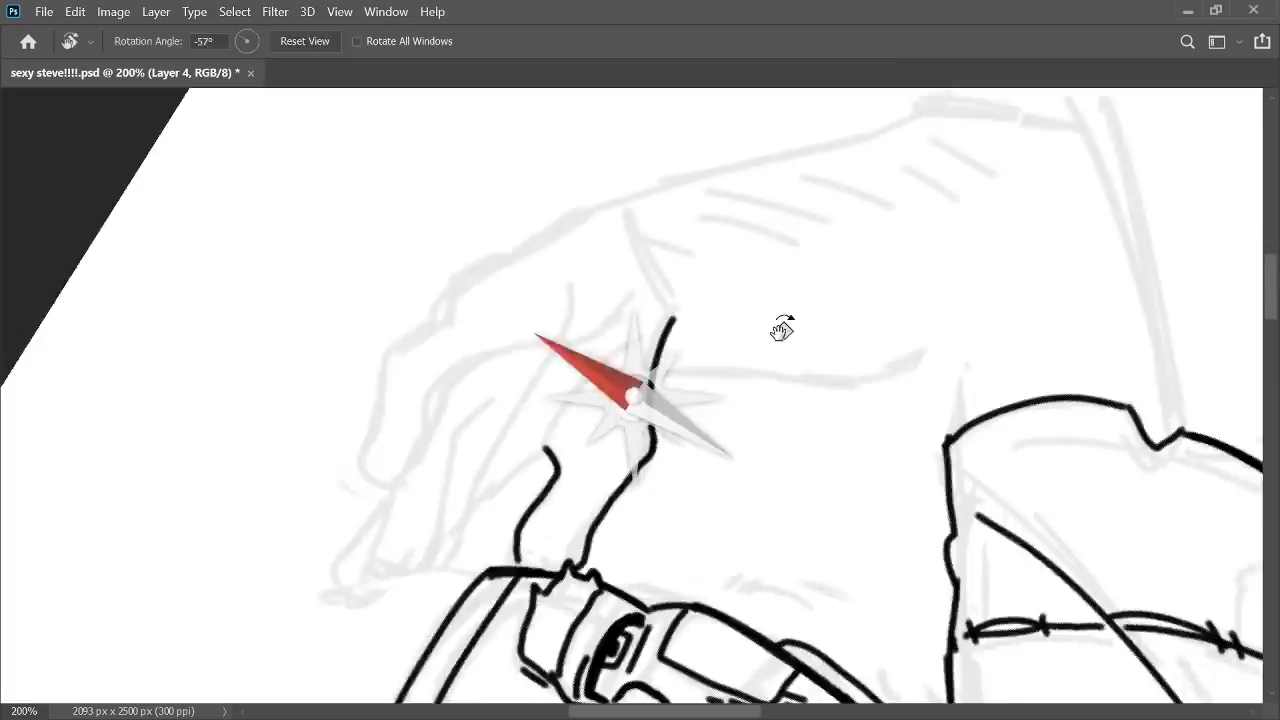 Ps File Edit Image Layer Type Select Filter 3D View Window Help
Rotation Angle: -57° Reset View Rotate All Windows
sexy steve!!!!.psd @ 200% (Layer 4, RGB/8) * ×
200% 2093 px x 2500 px (300 ppi)